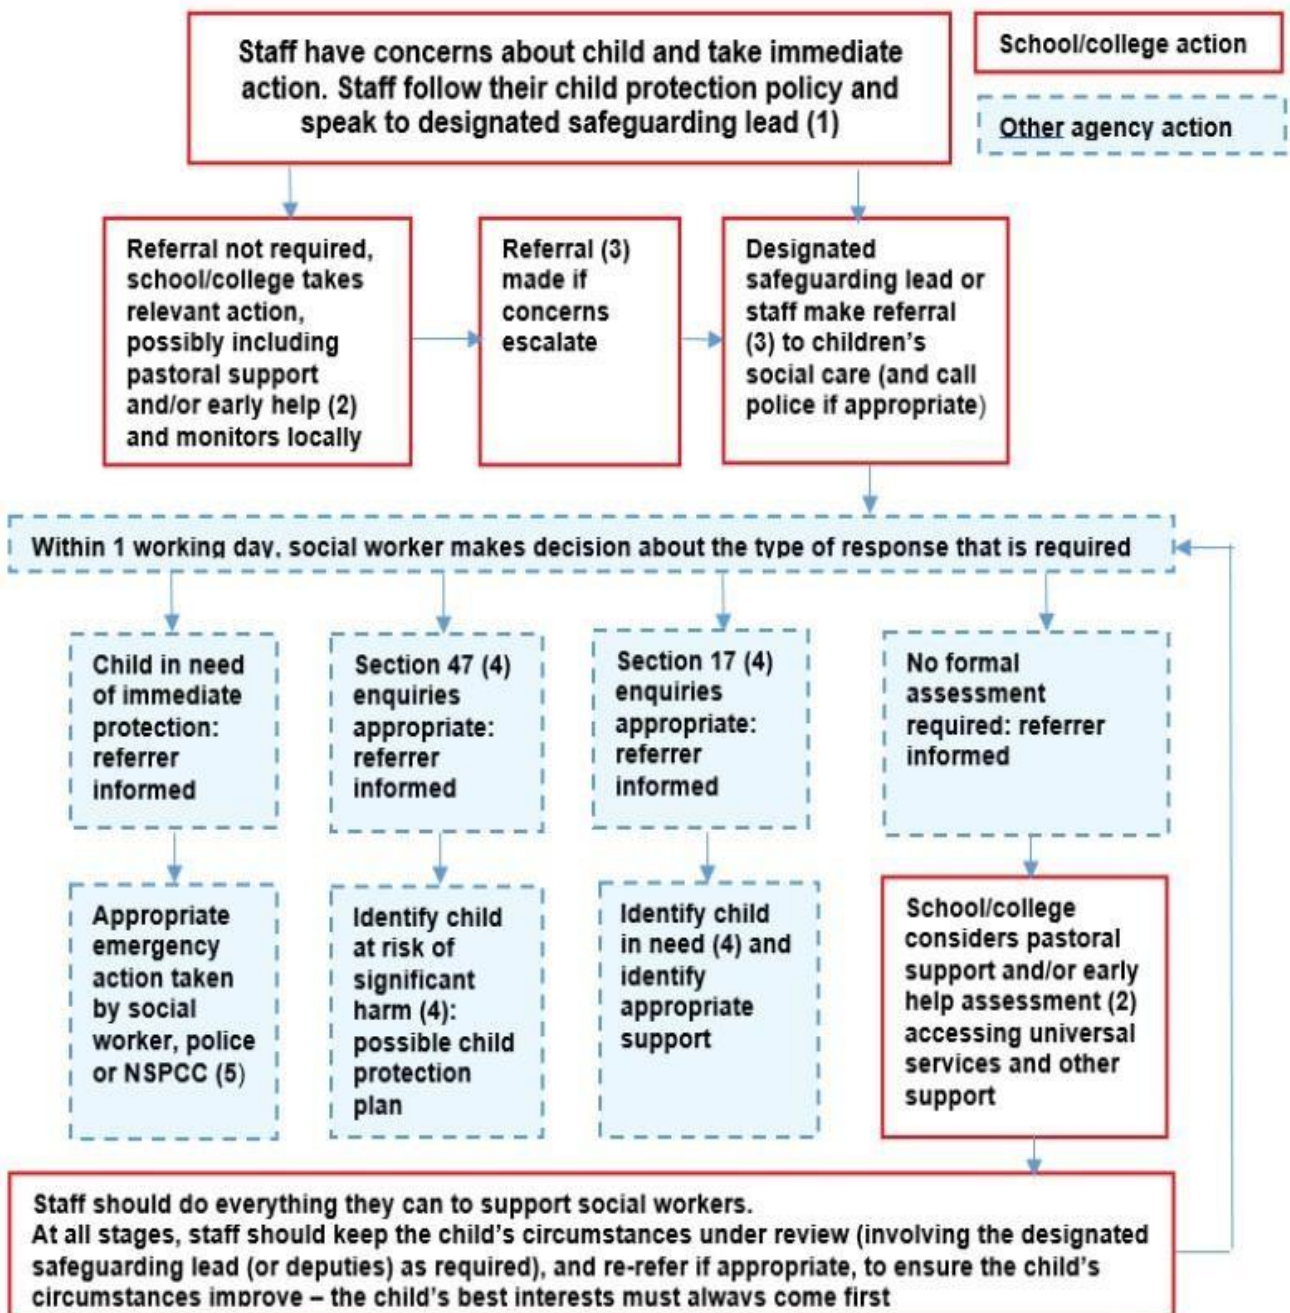 Staff have concerns about child and take immediate
action. Staff follow their child protection policy and
speak to designated safeguarding lead (1)
School/college action
Other agency action
Referral not required,
school/college takes
relevant action,
possibly including
pastoral support
and/or early help (2)
and monitors locally
Referral (3)
made if
concerns
escalate
Designated
safeguarding lead or
staff make referral
(3) to children's
social care (and call
police if appropriate)
Within 1 working day, social worker makes decision about the type of response that is required
Child in need
of immediate
protection:
referrer
informed
Section 47 (4)
enquiries
appropriate:
referrer
informed
Section 17 (4)
enquiries
appropriate:
referrer
informed
No formal
assessment
required: referrer
informed
Appropriate
emergency
action taken
by social
worker, police
or NSPCC (5)
Identify child
at risk of
significant
harm (4):
possible child
protection
plan
Identify child
in need (4) and
identify
appropriate
support
School/college
considers pastoral
support and/or early
help assessment (2)
accessing universal
services and other
support
Staff should do everything they can to support social workers.
At all stages, staff should keep the child's circumstances under review (involving the designated
safeguarding lead (or deputies) as required), and re-refer if appropriate, to ensure the child's
circumstances improve – the child's best interests must always come first